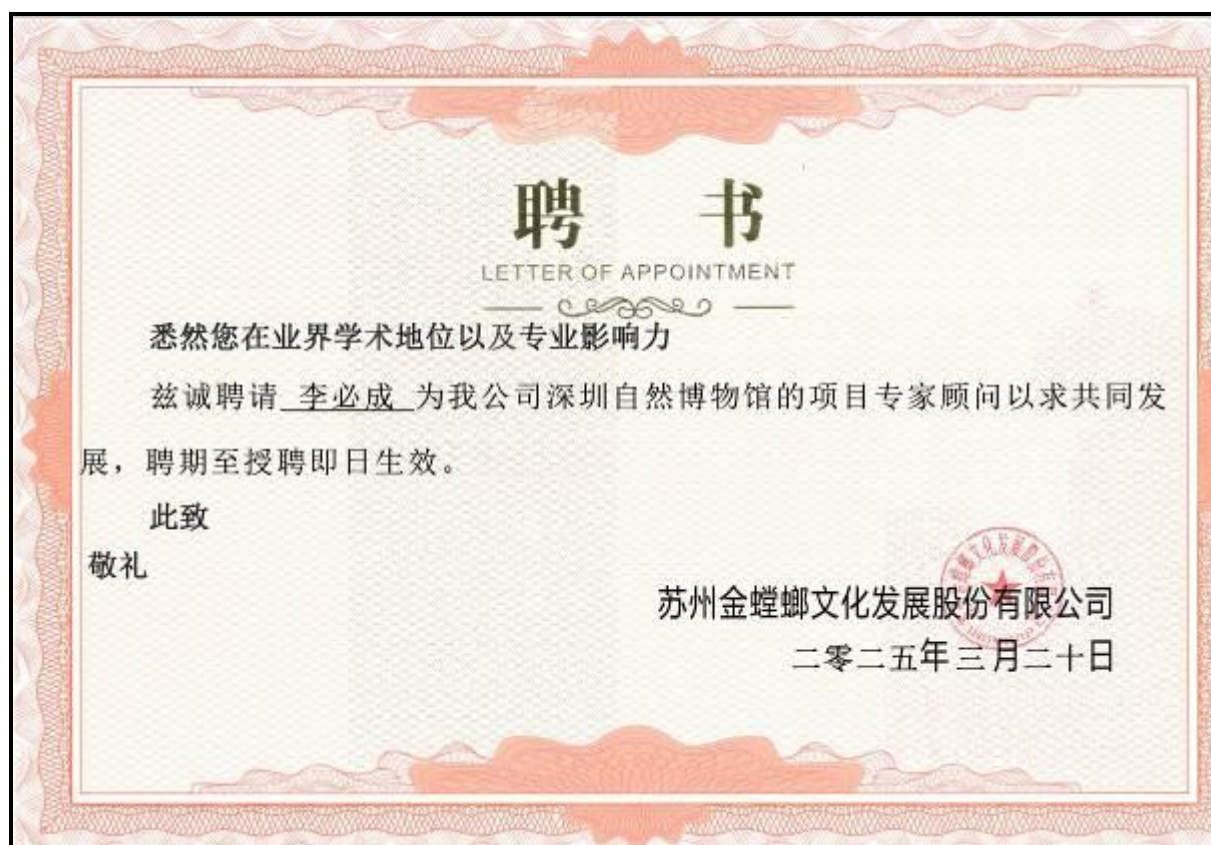 聘 书
LETTER OF APPOINTMENT
悉然您在业界学术地位以及专业影响力
兹诚聘请 李必成 为我公司深圳自然博物馆的项目专家顾问以求共同发
展，聘期至授聘即日生效。
此致
敬礼
苏州金螳螂文化发展股份有限公司
二零二五年三月二十日